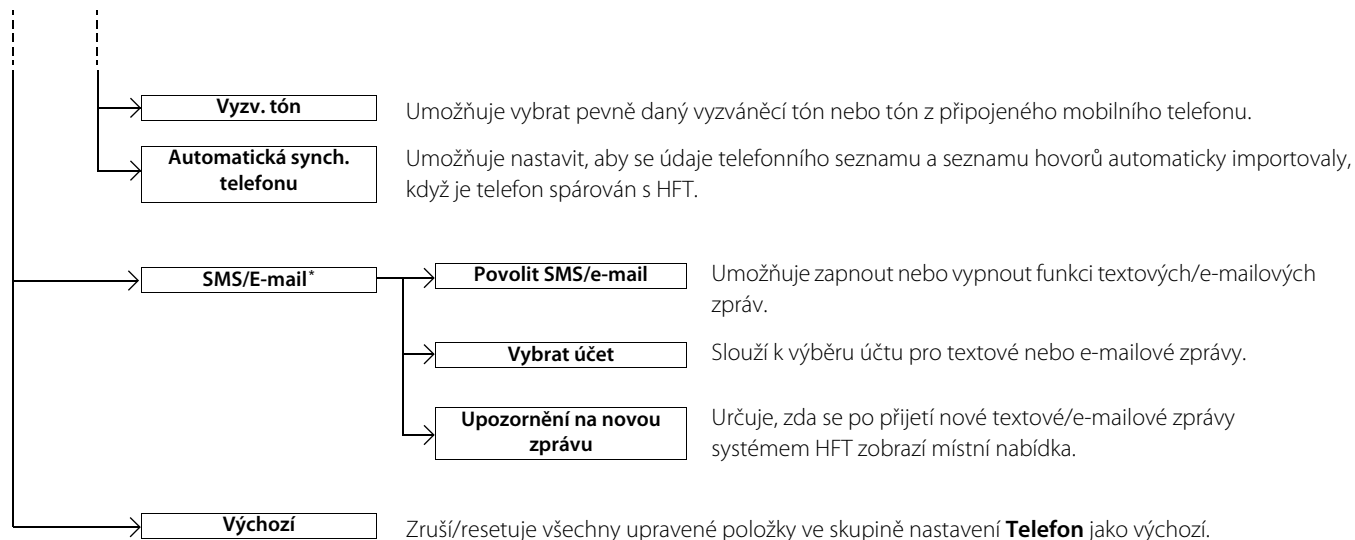 Vyzv. tón
Umožňuje vybrat pevně daný vyzváněcí tón nebo tón z připojeného mobilního telefonu.
Automatická synch.
telefonu
Umožňuje nastavit, aby se údaje telefonního seznamu a seznamu hovorů automaticky importovaly,
když je telefon spárován s HFT.
SMS/E-mail*
Povolit SMS/e-mail
Umožňuje zapnout nebo vypnout funkci textových/e-mailových
zpráv.
Vybrat účet
Slouží k výběru účtu pro textové nebo e-mailové zprávy.
Upozornění na novou
zprávu
Určuje, zda se po přijetí nové textové/e-mailové zprávy
systémem HFT zobrazí místní nabídka.
Výchozí
Zruší/resetuje všechny upravené položky ve skupině nastavení Telefon jako výchozí.